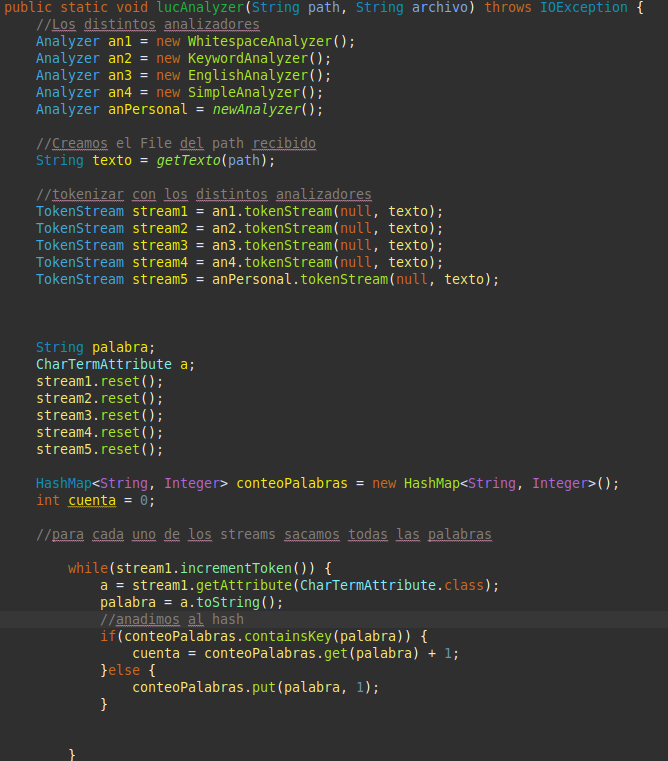 public static void lucAnalyzer(String path, String archivo) throws IOException {
//Los distintos analizadores
Analyzer an1 = new WhitespaceAnalyzer();
Analyzer an2 = new KeywordAnalyzer();
Analyzer an3 = new EnglishAnalyzer();
Analyzer an4 = new SimpleAnalyzer();
Analyzer anPersonal = newAnalyzer();
//Creamos el File del path recibido
String texto = getTexto(path);
//tokenizar con los distintos analizadores
TokenStream stream1 = an1.tokenStream(null, texto);
TokenStream stream2 = an2.tokenStream(null, texto);
TokenStream stream3 = an3.tokenStream(null, texto);
TokenStream stream4 = an4.tokenStream(null, texto);
TokenStream stream5 = anPersonal.tokenStream(null, texto);
String palabra;
CharTermAttribute a;
stream1.reset();
stream2.reset();
stream3.reset();
stream4.reset();
stream5.reset();
HashMap<String, Integer> conteoPalabras = new HashMap<String, Integer>();
int cuenta = 0;
//para cada uno de los streams sacamos todas las palabras
while(stream1.incrementToken()) {
a = stream1.getAttribute(CharTermAttribute.class);
palabra = a.toString();
//anadimos al hash
if(conteoPalabras.containsKey(palabra)) {
cuenta = conteoPalabras.get(palabra) + 1;
}else {
conteoPalabras.put(palabra, 1);
}
}